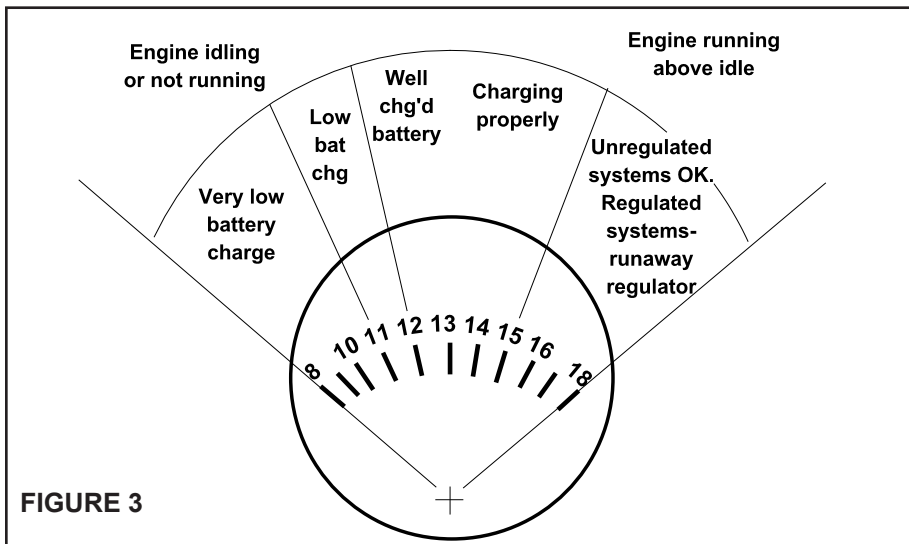 Engine idling
or not running
Engine running
above idle
Very low
battery
charge
Low
bat
chg
Well
chg'd
battery
Charging
properly
Unregulated
systems OK.
Regulated
systems-
runaway
regulator
8 10 11 12 13 14 15 16 18
FIGURE 3